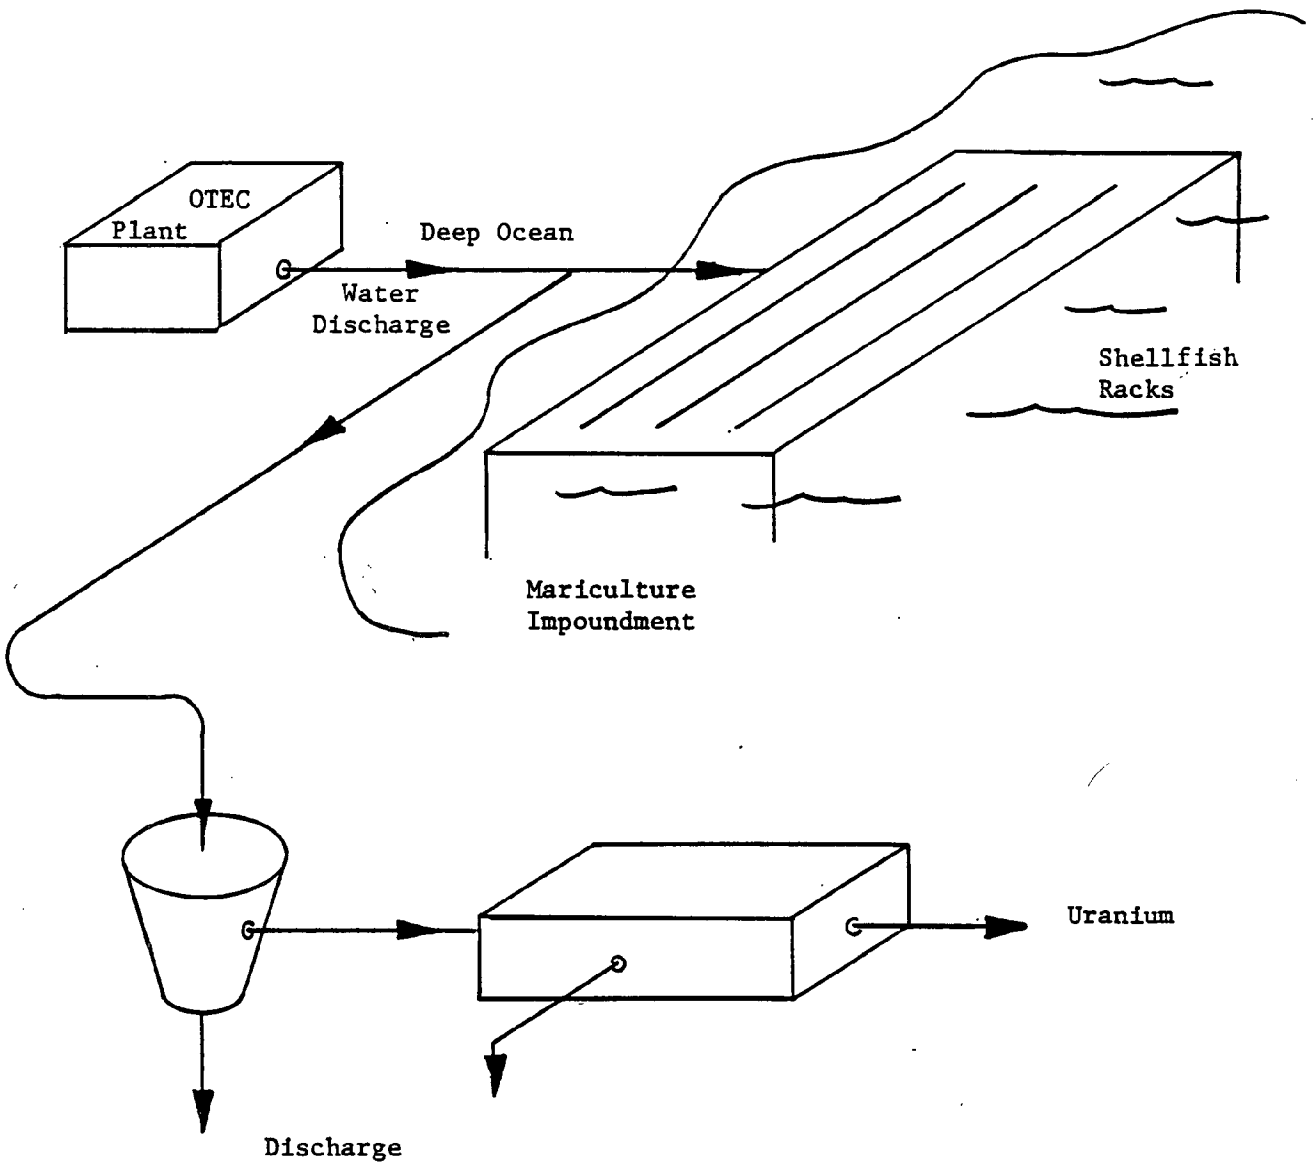 OTEC
Plant
Deep Ocean
Water
Discharge
Shellfish
Racks
Mariculture
Impoundment
Uranium
Discharge